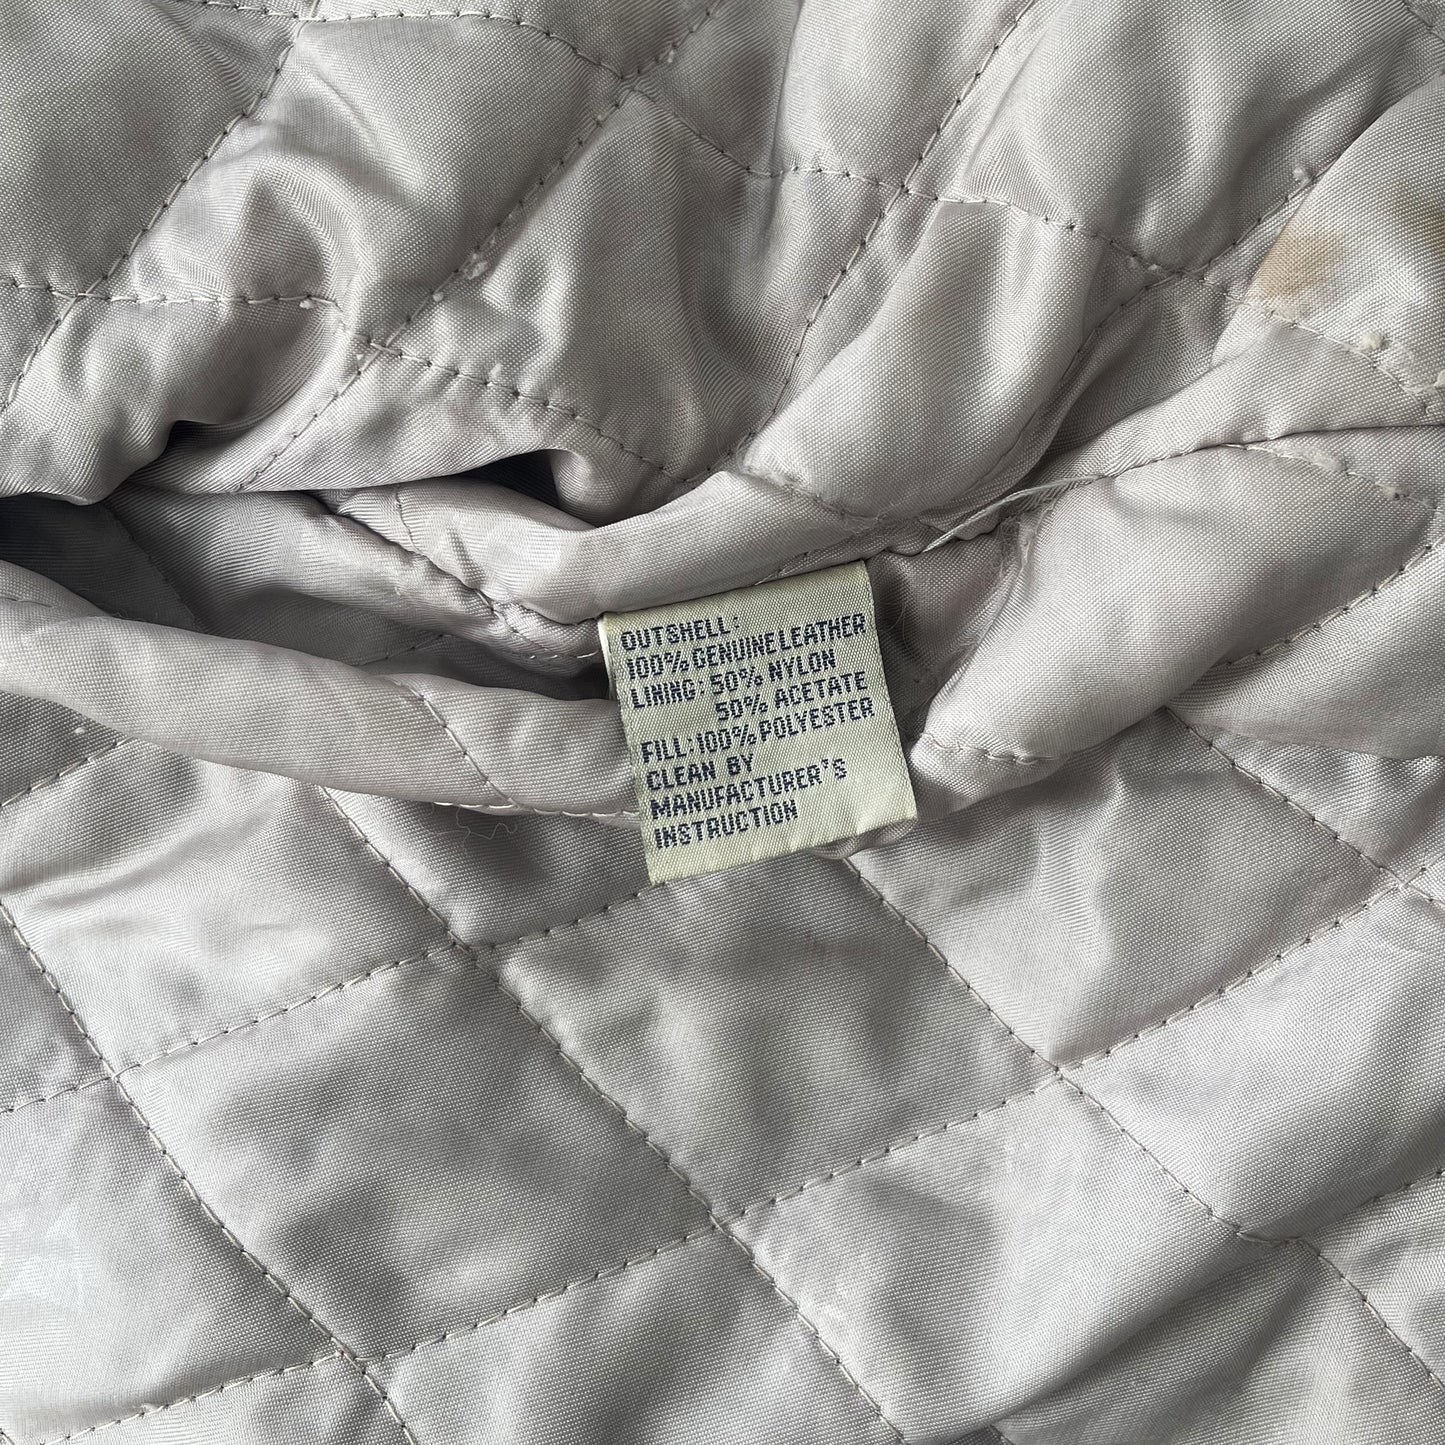 OUTSHELL:
100% GENUINE LEATHER
LINING: 50% NYLON
50% ACETATE
FILL: 100% POLYESTER
CLEAN BY
MANUFACTURER'S
INSTRUCTION